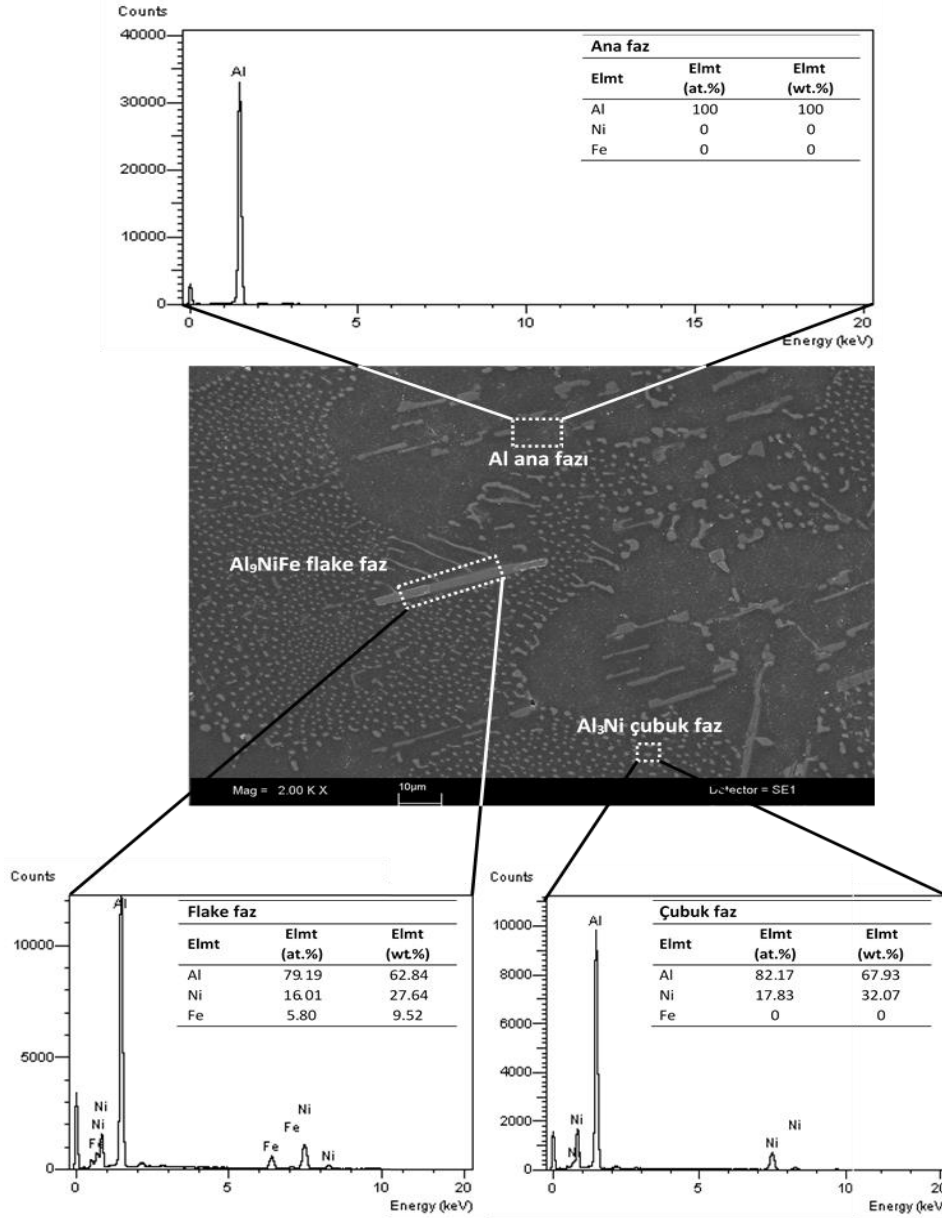 Counts
40000
30000
20000
10000
0
Al
0 5 10 15 20
Energy (keV)
Ana faz
Elmt Elmt (at.%) Elmt (wt.%)
Al 100 100
Ni 0 0
Fe 0 0
Al ana fazı
Al₉NiFe flake faz
Al₃Ni çubuk faz
Mag = 2.00 K X 10µm Detector = SE1
Counts
10000
5000
0
Al
Ni
Ni
F
Fe
Ni
Fe
Ni
0 5 10 20
Energy (keV)
Flake faz
Elmt Elmt (at.%) Elmt (wt.%)
Al 79.19 62.84
Ni 16.01 27.64
Fe 5.80 9.52
Counts
10000
8000
6000
4000
2000
0
Al
Ni
N
Ni
Ni
0 5 10 20
Energy (keV)
Çubuk faz
Elmt Elmt (at.%) Elmt (wt.%)
Al 82.17 67.93
Ni 17.83 32.07
Fe 0 0